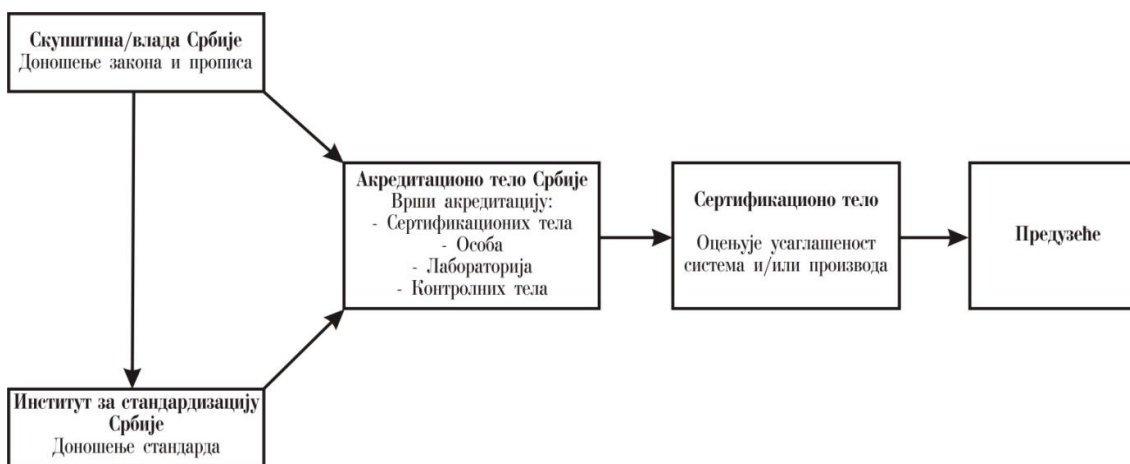 Скупштина/влада Србије
Доношење закона и прописа
Акредитационо тело Србије
Врши акредитацију:
- Сертификационих тела
- Особа
- Лабораторија
- Контролних тела
Сертификационо тело
Оцењује усаглашеност
система и/или производа
Предузеће
Институт за стандардизацију
Србије
Доношење стандарда